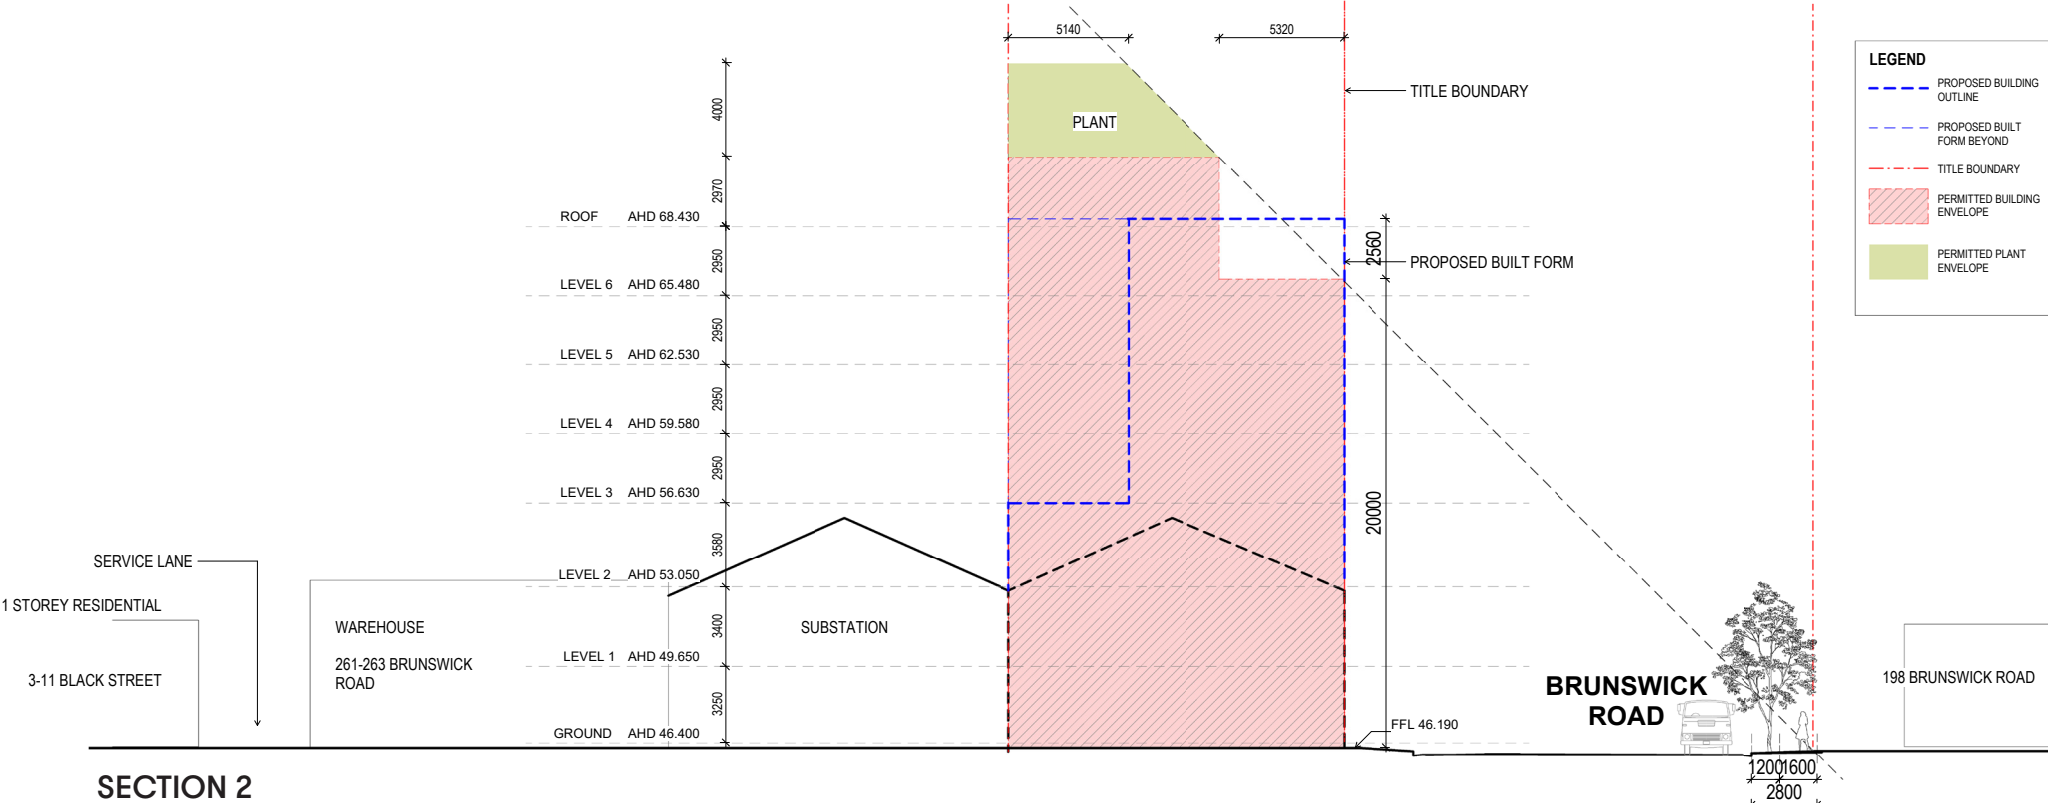 5140
5320
4000
2970
2950
2950
2950
2950
3580
3400
3250
PLANT
TITLE BOUNDARY
PROPOSED BUILT FORM
2560
20000
ROOF AHD 68.430
LEVEL 6 AHD 65.480
LEVEL 5 AHD 62.530
LEVEL 4 AHD 59.580
LEVEL 3 AHD 56.630
LEVEL 2 AHD 53.050
LEVEL 1 AHD 49.650
GROUND AHD 46.400
SERVICE LANE
1 STOREY RESIDENTIAL
3-11 BLACK STREET
WAREHOUSE
261-263 BRUNSWICK
ROAD
SUBSTATION
FFL 46.190
BRUNSWICK
ROAD
198 BRUNSWICK ROAD
1200
1600
2800
LEGEND
PROPOSED BUILDING
OUTLINE
PROPOSED BUILT
FORM BEYOND
TITLE BOUNDARY
PERMITTED BUILDING
ENVELOPE
PERMITTED PLANT
ENVELOPE
SECTION 2